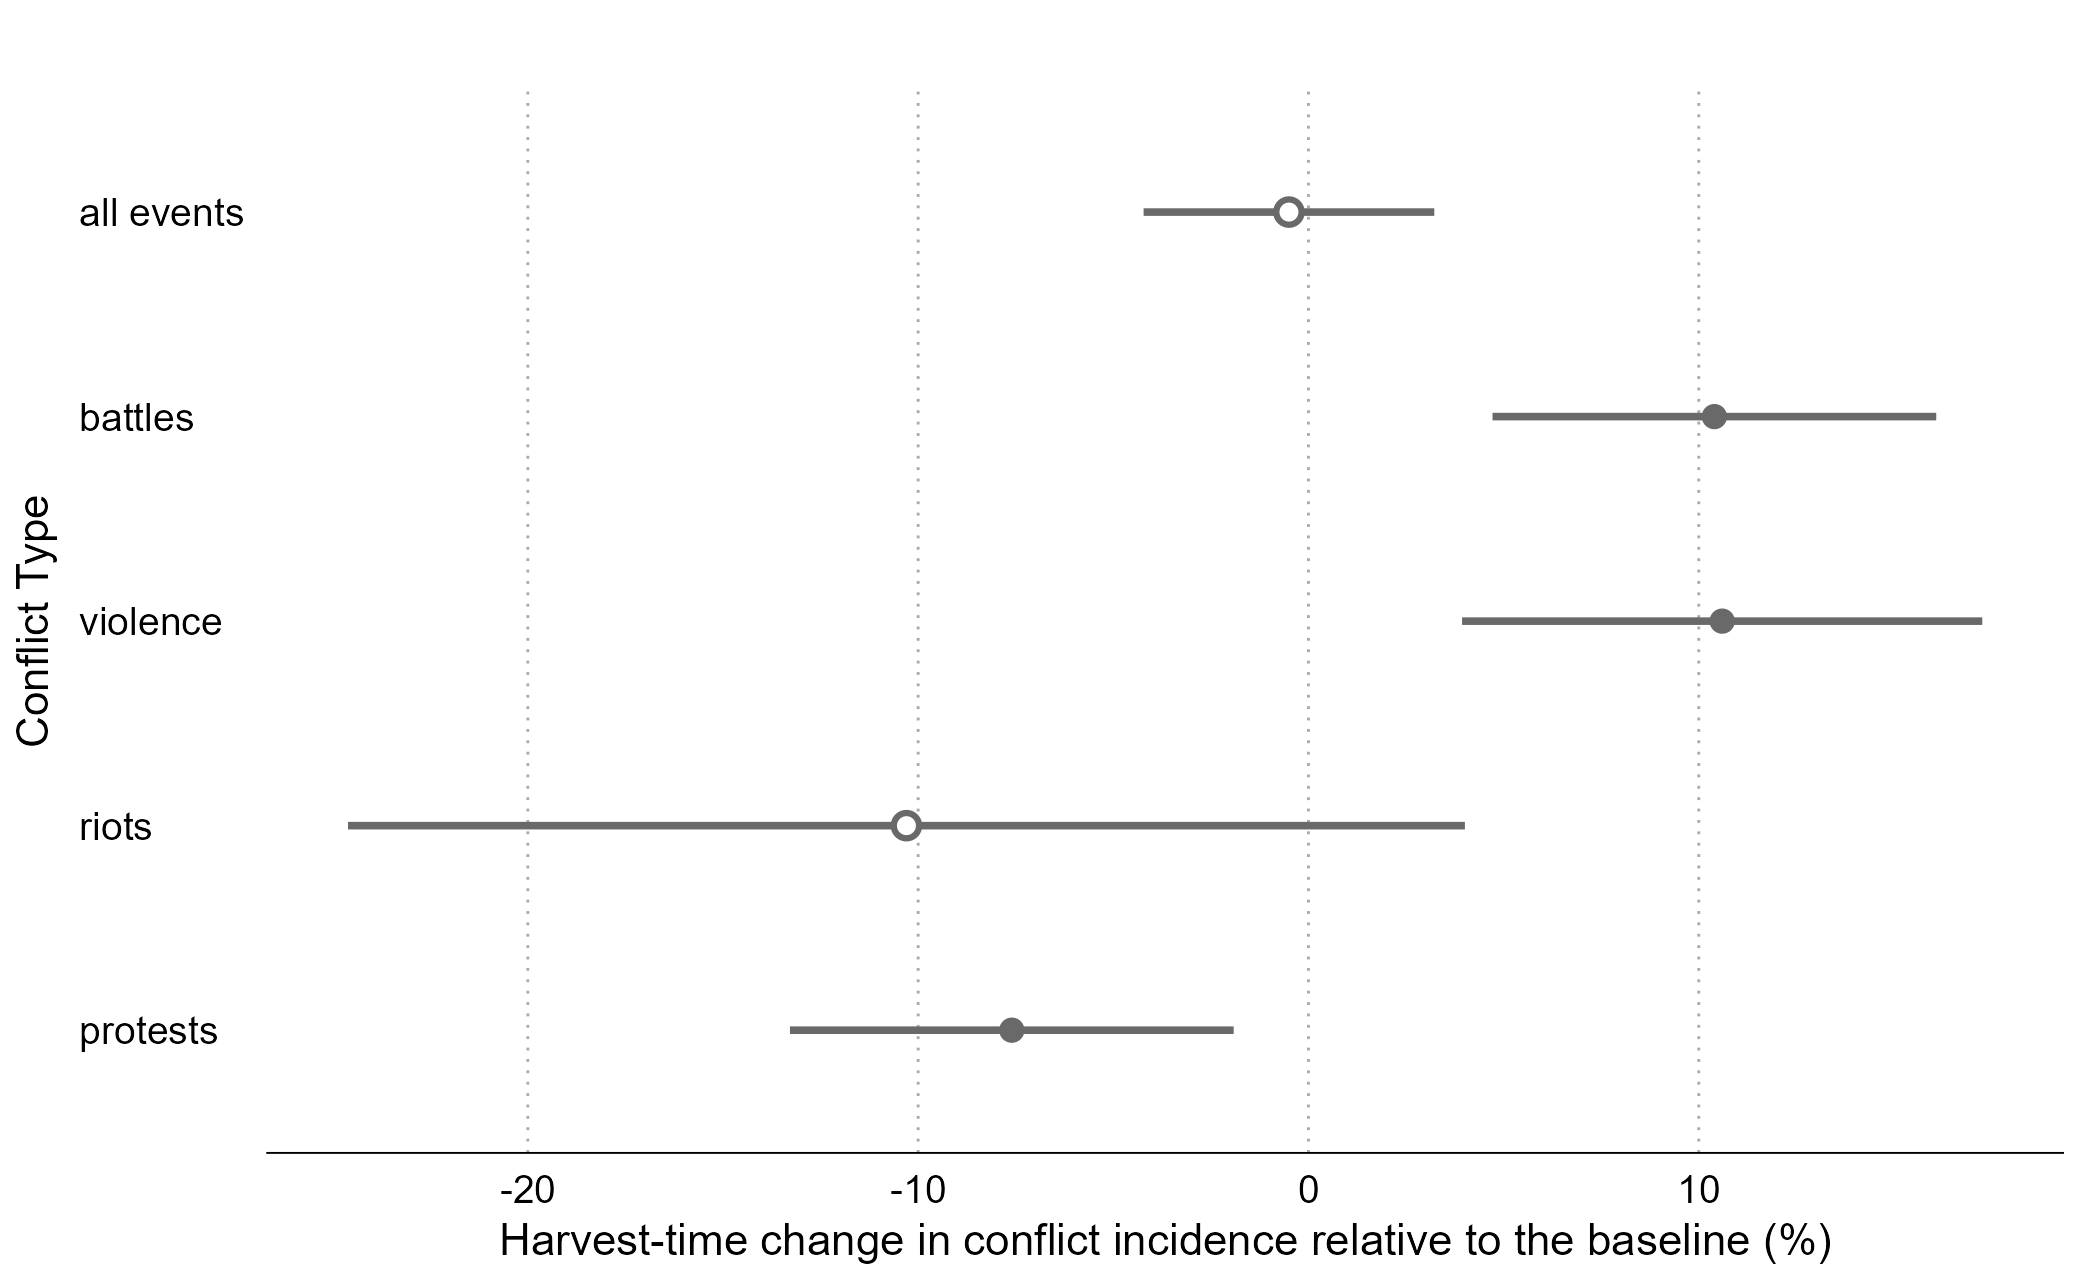 all events
battles
violence
riots
protests
Conflict Type
-20 -10 0 10
Harvest-time change in conflict incidence relative to the baseline (%)